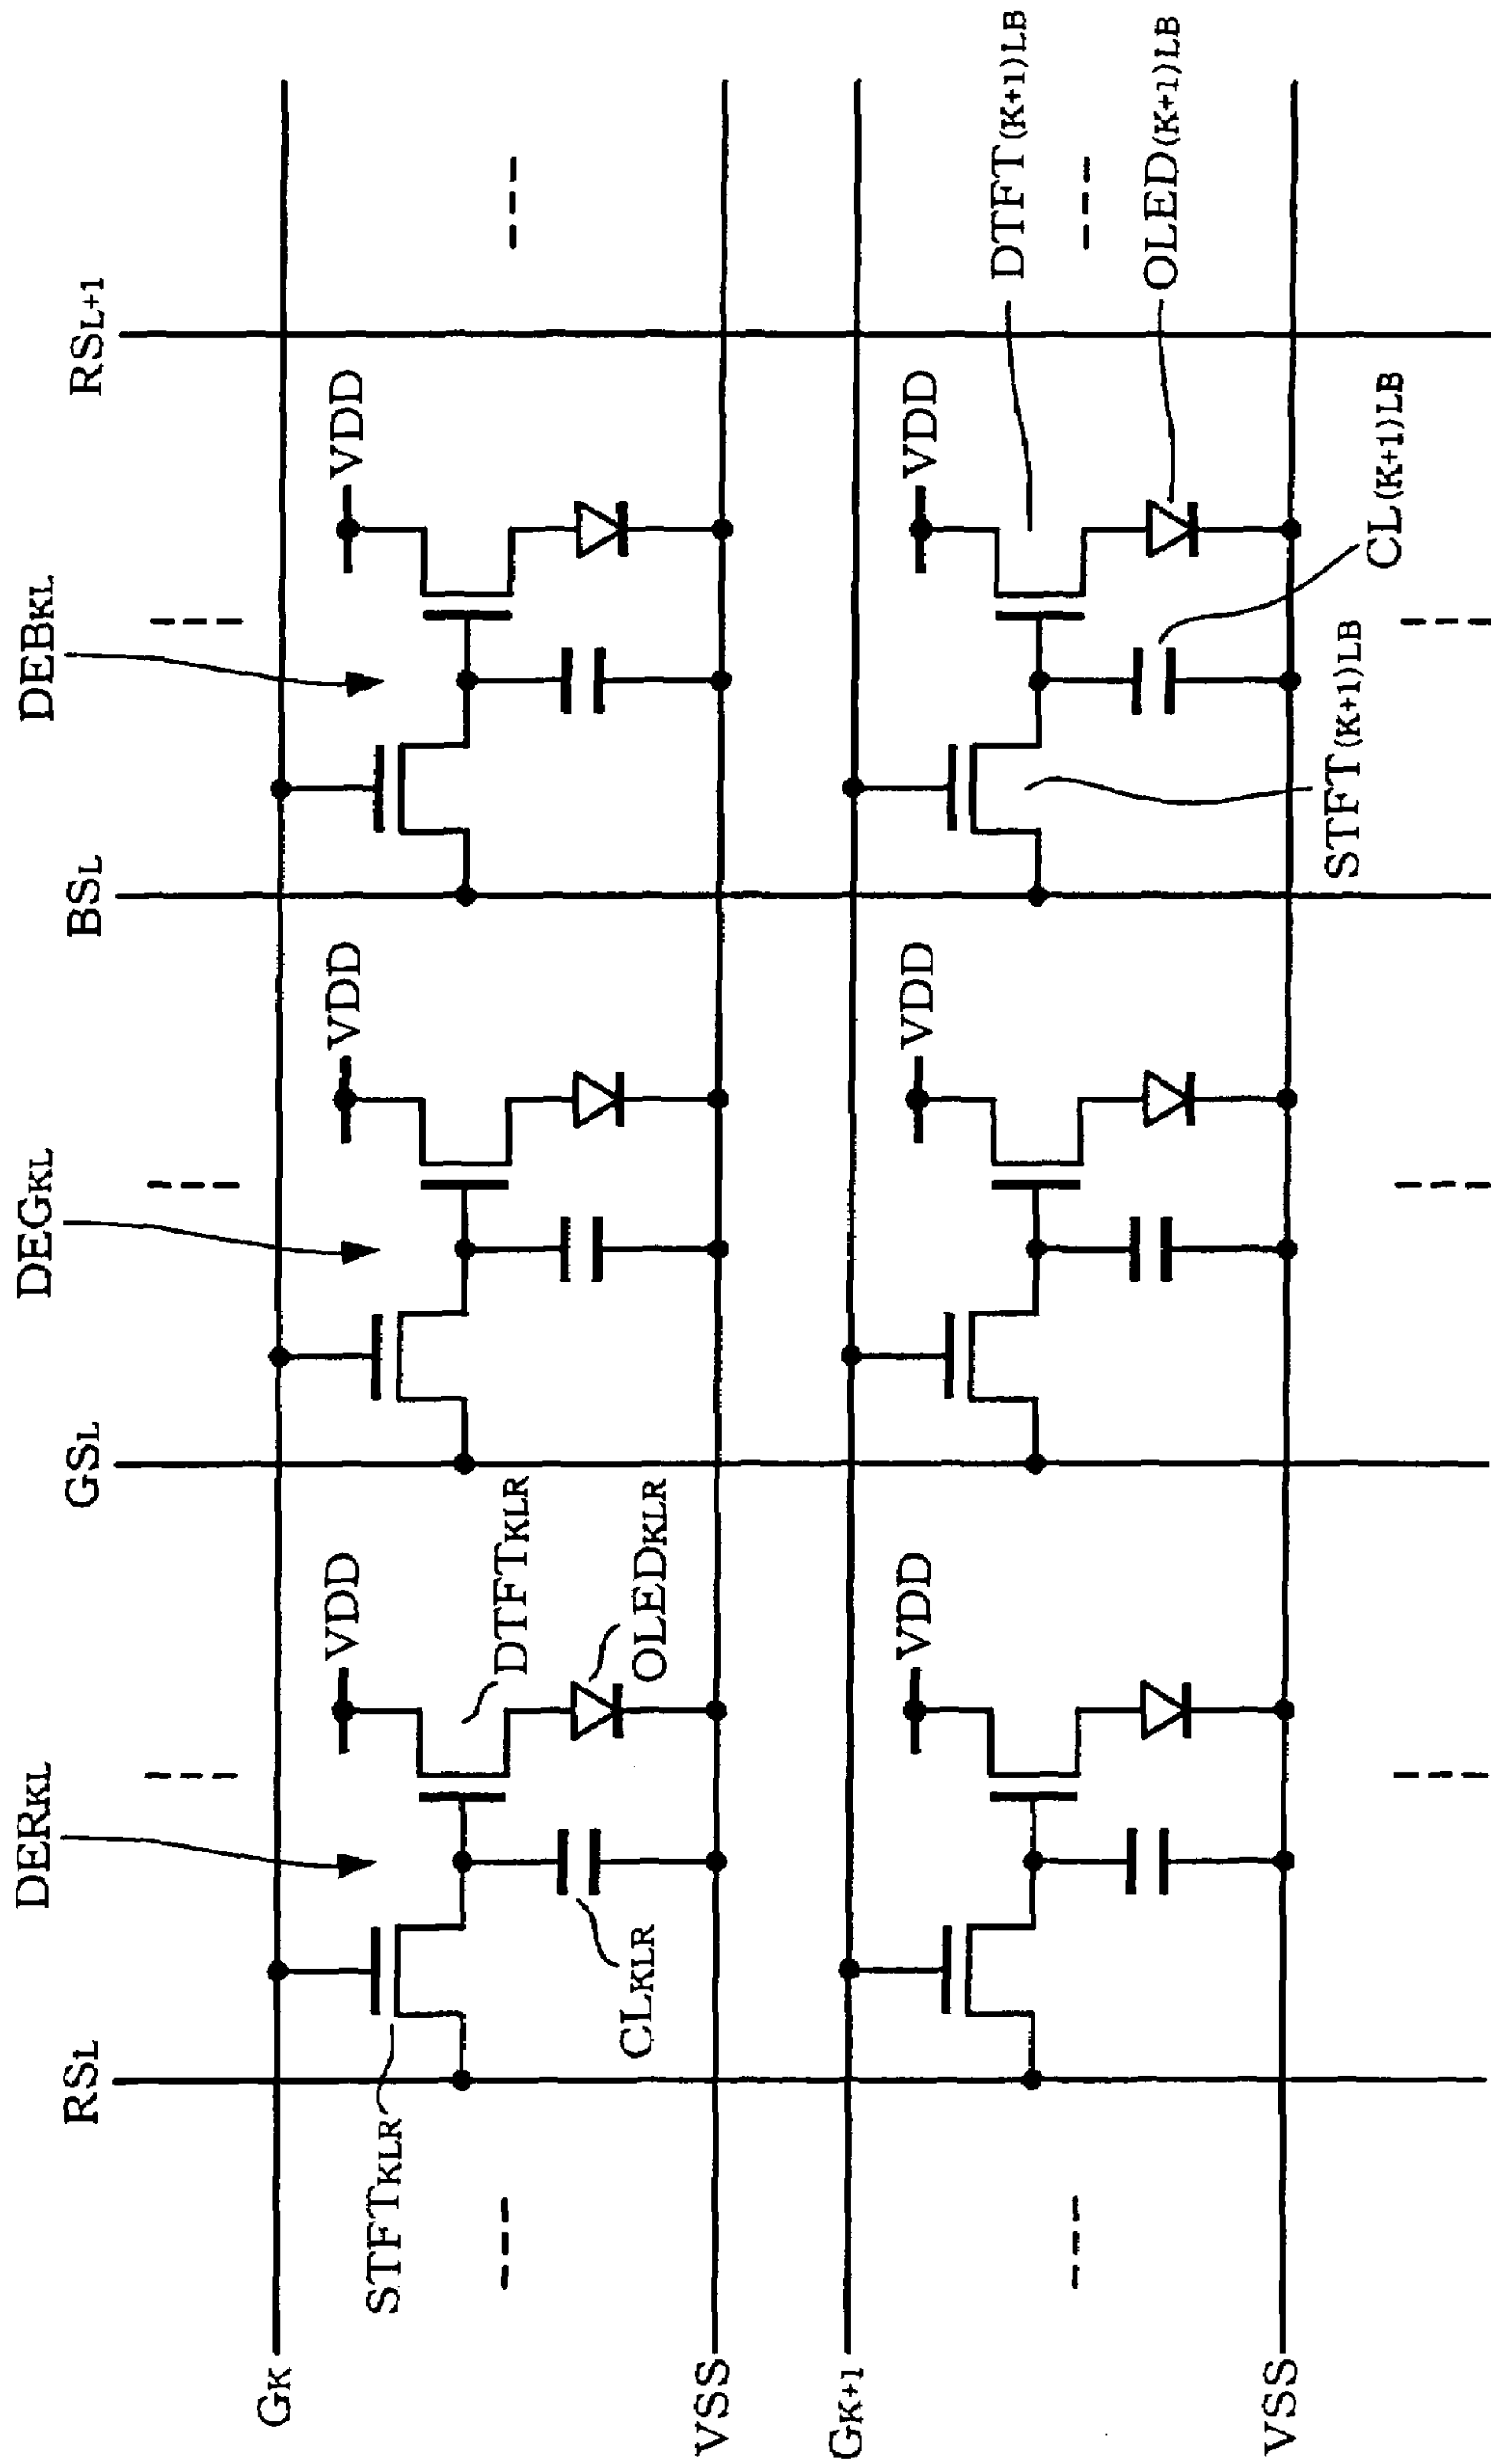 DERKL
DEGKL
DEBKL
RSL
GSL
BSL
RSL+1
GK
VDD
VDD
VDD
STFTKLR
DTFTKLR
CLKLR
OLEDKLR
VSS
GK+1
VDD
VDD
VDD
DTFT(K+1)LB
OLED(K+1)LB
VSS
STFT(K+1)LB
CL(K+1)LB